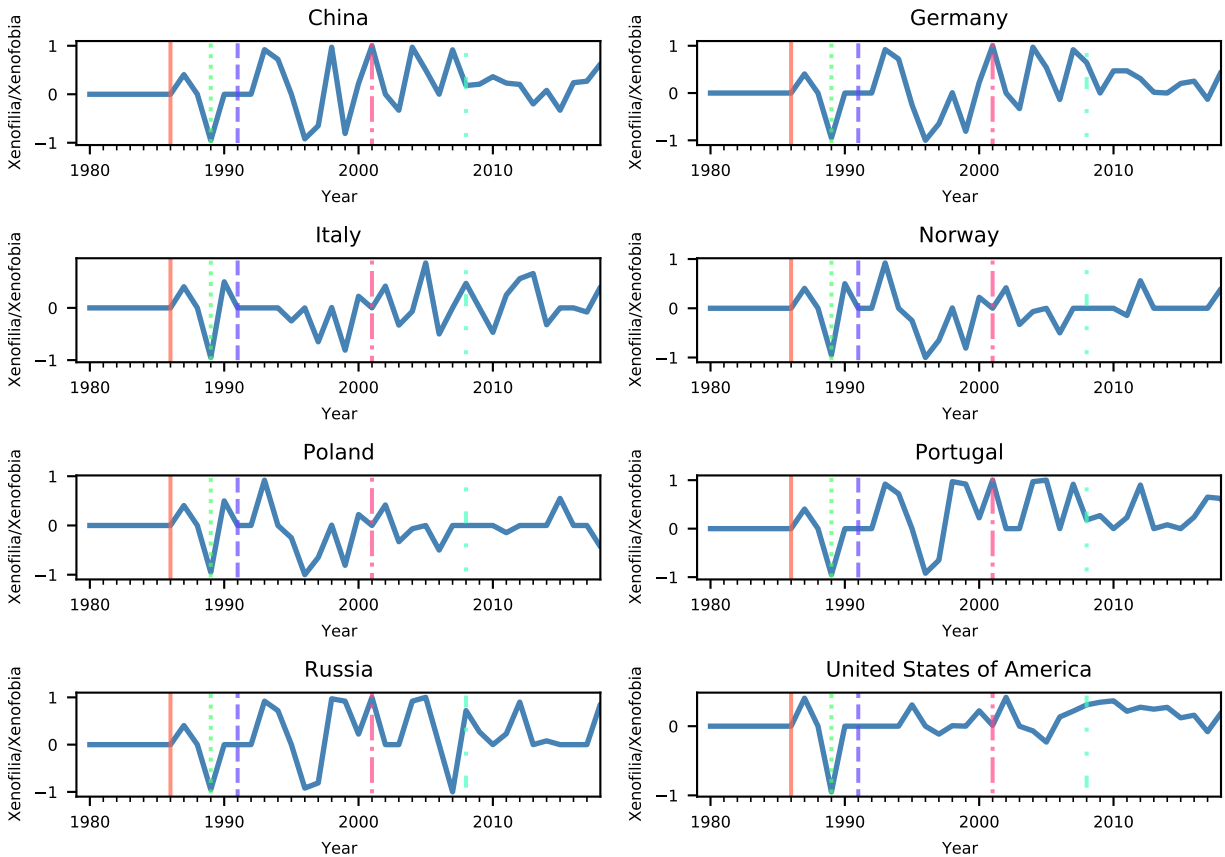 China
Xenofilia/Xenofobia
1
0
−1
1980 1990 2000 2010
Year
Germany
Xenofilia/Xenofobia
1
0
−1
1980 1990 2000 2010
Year
Italy
Xenofilia/Xenofobia
0
−1
1980 1990 2000 2010
Year
Norway
Xenofilia/Xenofobia
1
0
−1
1980 1990 2000 2010
Year
Poland
Xenofilia/Xenofobia
1
0
−1
1980 1990 2000 2010
Year
Portugal
Xenofilia/Xenofobia
1
0
−1
1980 1990 2000 2010
Year
Russia
Xenofilia/Xenofobia
1
0
−1
1980 1990 2000 2010
Year
United States of America
Xenofilia/Xenofobia
0
−1
1980 1990 2000 2010
Year